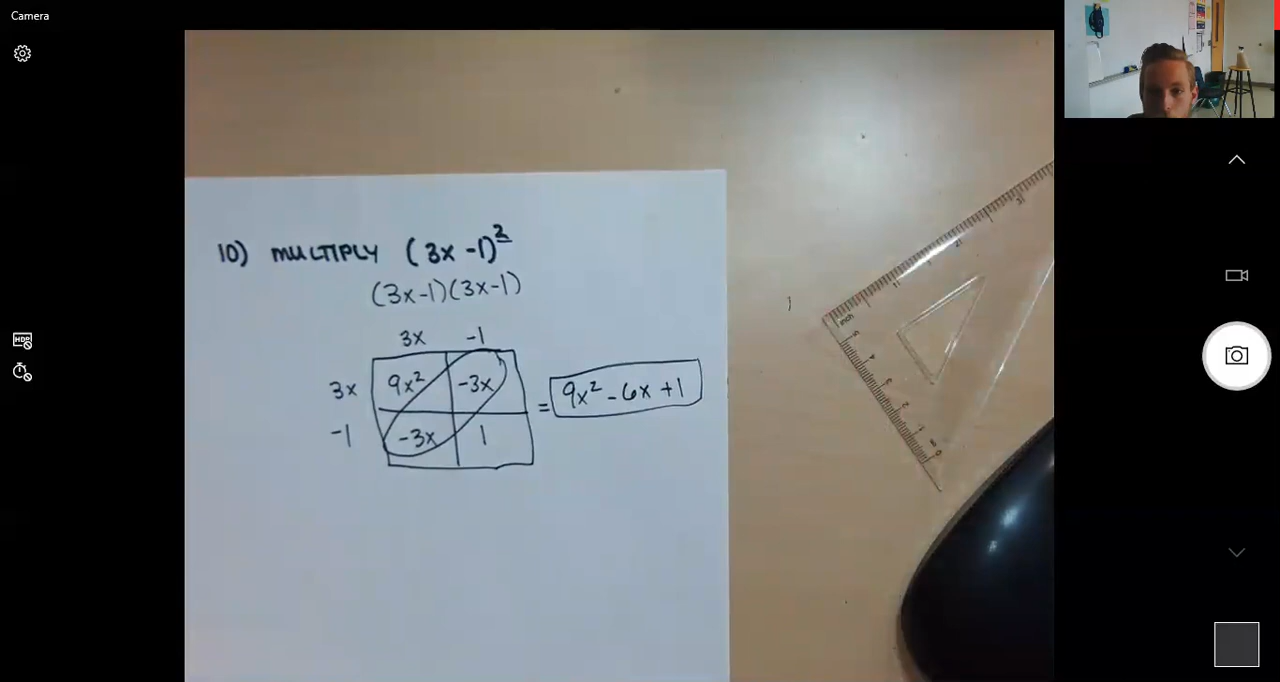 Camera
10) MULTIPLY (3x -1)²
(3x-1)(3x-1)
3x -1
3x 9x² -3x
-1 -3x 1
= 9x² - 6x +1
inch